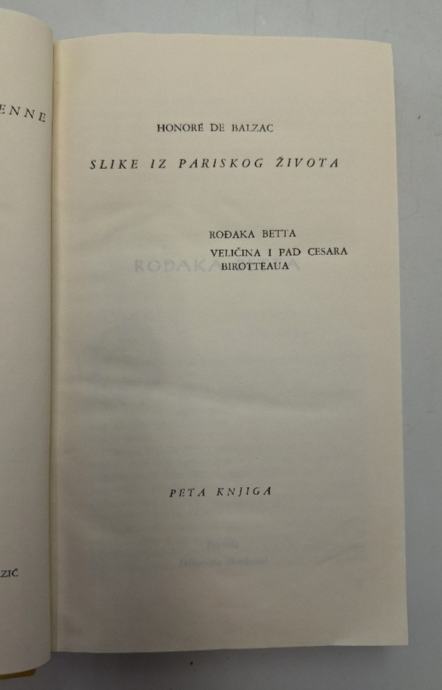 ENNE
HONORÉ DE BALZAC
SLIKE IZ PARISKOG ŽIVOTA
ROĐAKA BETTA
VELIČINA I PAD CESARA
BIROTTEAUA
PETA KNJIGA
ZIĆ